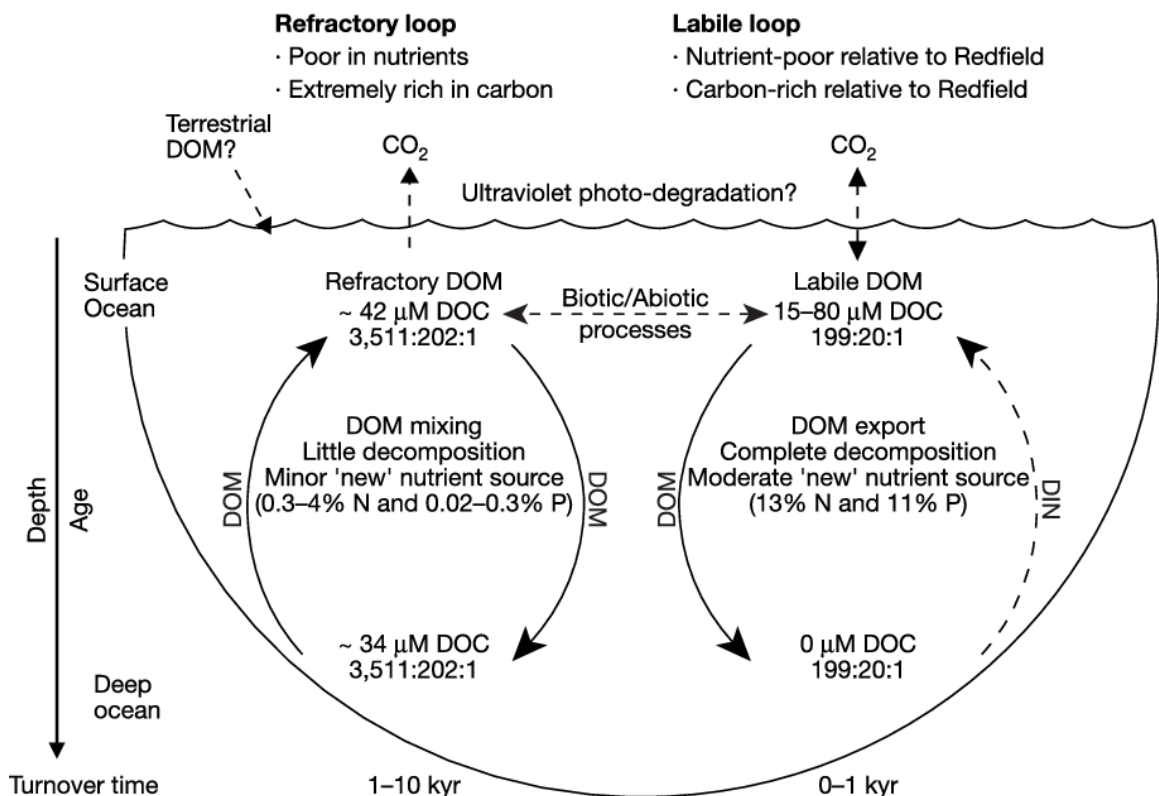 Refractory loop
· Poor in nutrients
· Extremely rich in carbon
Labile loop
· Nutrient-poor relative to Redfield
· Carbon-rich relative to Redfield
Terrestrial
DOM?
CO2
CO2
Ultraviolet photo-degradation?
Surface
Ocean
Refractory DOM
~ 42 µM DOC
3,511:202:1
Biotic/Abiotic
processes
Labile DOM
15–80 µM DOC
199:20:1
Depth
Age
DOM
DOM mixing
Little decomposition
Minor 'new' nutrient source
(0.3–4% N and 0.02–0.3% P)
DOM
DOM
DOM export
Complete decomposition
Moderate 'new' nutrient source
(13% N and 11% P)
DIN
~ 34 µM DOC
3,511:202:1
0 µM DOC
199:20:1
Deep
ocean
Turnover time
1–10 kyr
0–1 kyr